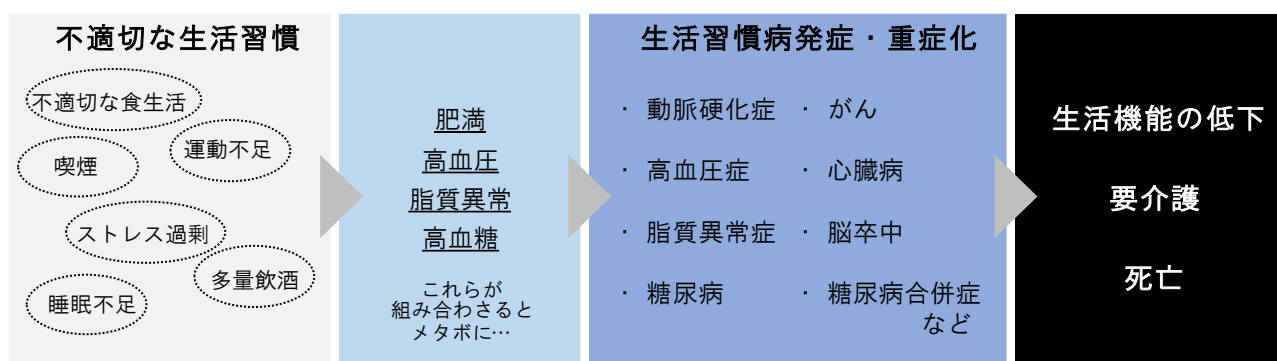 不適切な生活習慣
不適切な食生活
運動不足
喫煙
ストレス過剰
多量飲酒
睡眠不足
肥満
高血圧
脂質異常
高血糖
これらが
組み合わさると
メタボに…
生活習慣病発症・重症化
・ 動脈硬化症 ・ がん
・ 高血圧症 ・ 心臓病
・ 脂質異常症 ・ 脳卒中
・ 糖尿病 ・ 糖尿病合併症
など
生活機能の低下
要介護
死亡